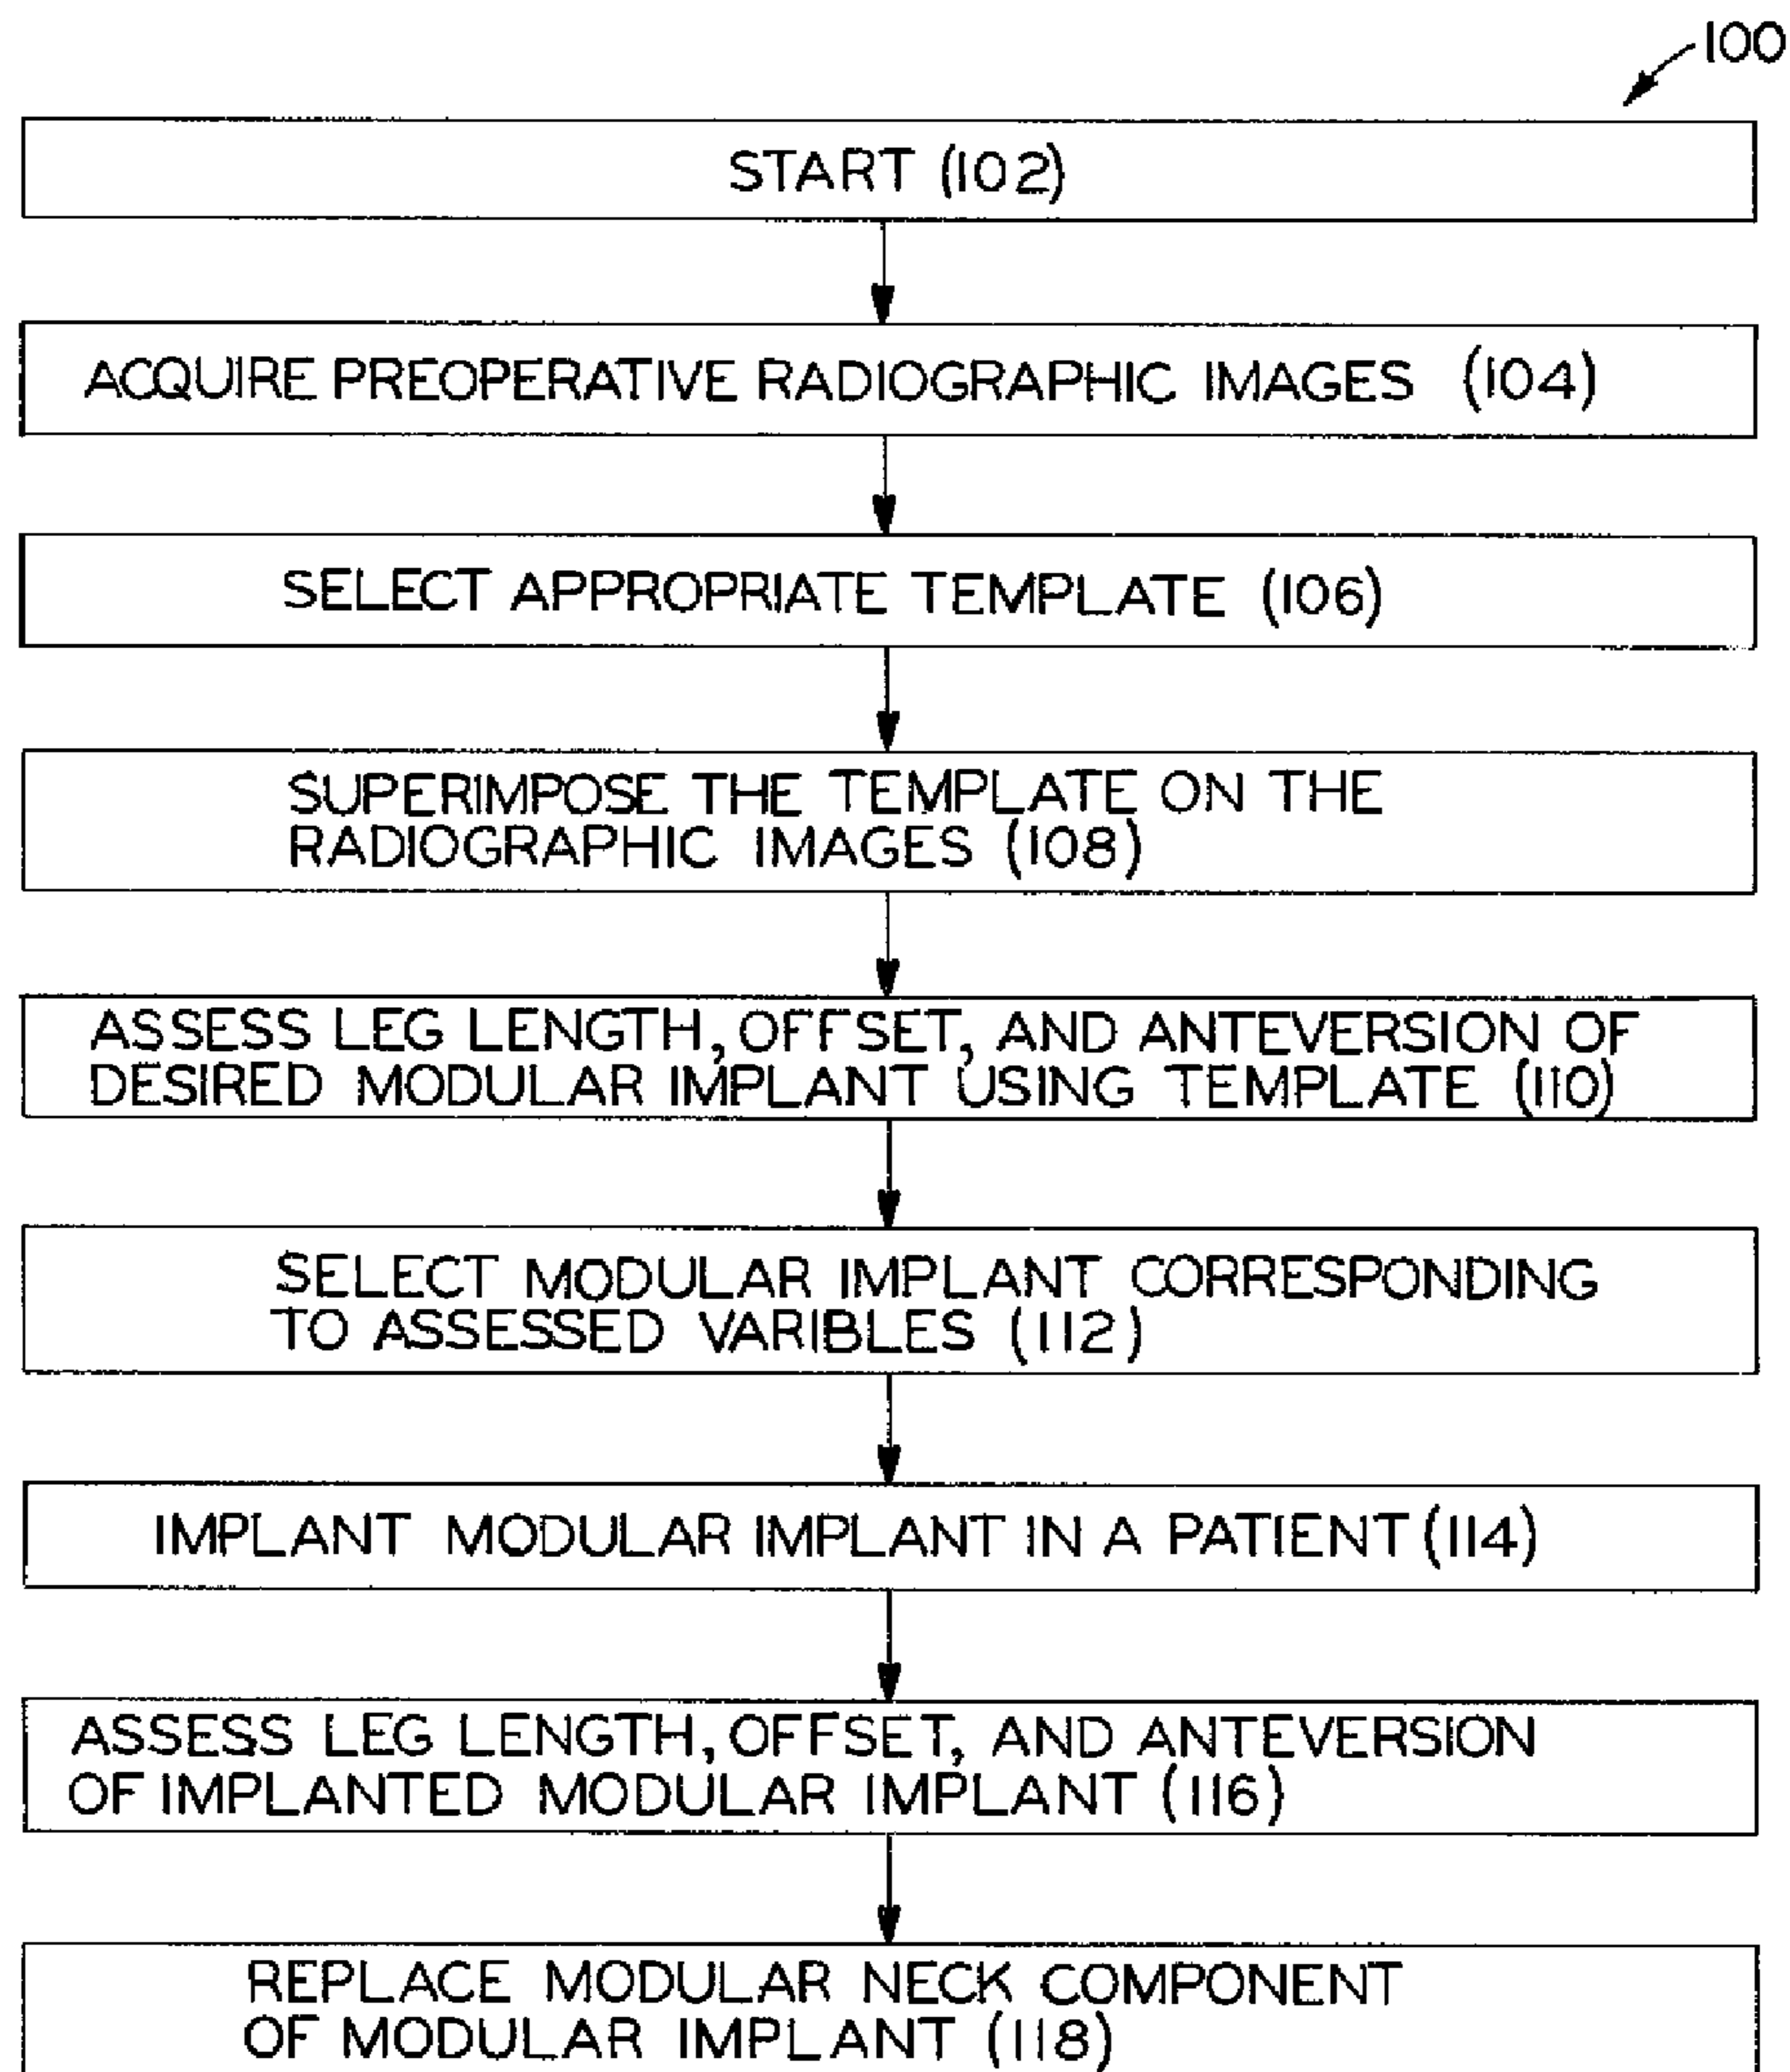 100
START (102)
ACQUIRE PREOPERATIVE RADIOGRAPHIC IMAGES (104)
SELECT APPROPRIATE TEMPLATE (106)
SUPERIMPOSE THE TEMPLATE ON THE
RADIOGRAPHIC IMAGES (108)
ASSESS LEG LENGTH, OFFSET, AND ANTEVERSION OF
DESIRED MODULAR IMPLANT USING TEMPLATE (110)
SELECT MODULAR IMPLANT CORRESPONDING
TO ASSESSED VARIBLES (112)
IMPLANT MODULAR IMPLANT IN A PATIENT (114)
ASSESS LEG LENGTH, OFFSET, AND ANTEVERSION
OF IMPLANTED MODULAR IMPLANT (116)
REPLACE MODULAR NECK COMPONENT
OF MODULAR IMPLANT (118)